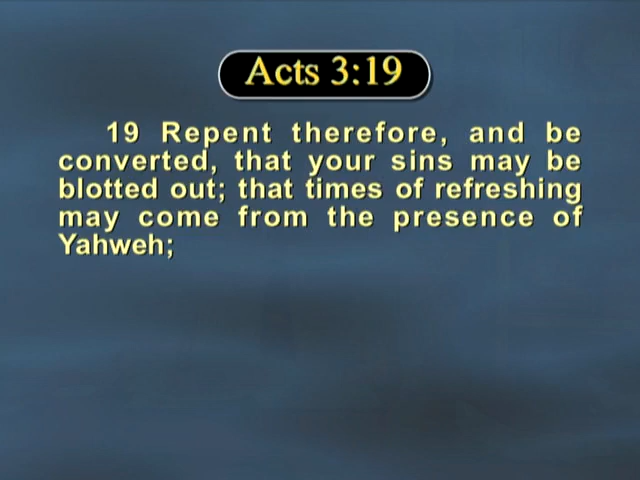 Acts 3:19
19 Repent therefore, and be
converted, that your sins may be
blotted out; that times of refreshing
may come from the presence of
Yahweh;